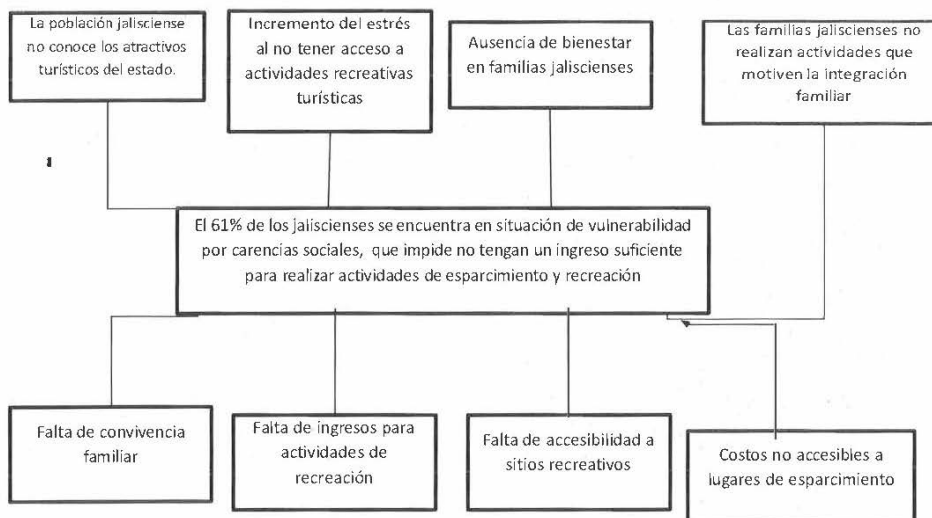 La población jalisciense
no conoce los atractivos
turísticos del estado.
Incremento del estrés
al no tener acceso a
actividades recreativas
turísticas
Ausencia de bienestar
en familias jaliscienses
Las familias jaliscienses no
realizan actividades que
motiven la integración
familiar
El 61% de los jaliscienses se encuentra en situación de vulnerabilidad
por carencias sociales, que impide no tengan un ingreso suficiente
para realizar actividades de esparcimiento y recreación
Falta de convivencia
familiar
Falta de ingresos para
actividades de
recreación
Falta de accesibilidad a
sitios recreativos
Costos no accesibles a
lugares de esparcimiento